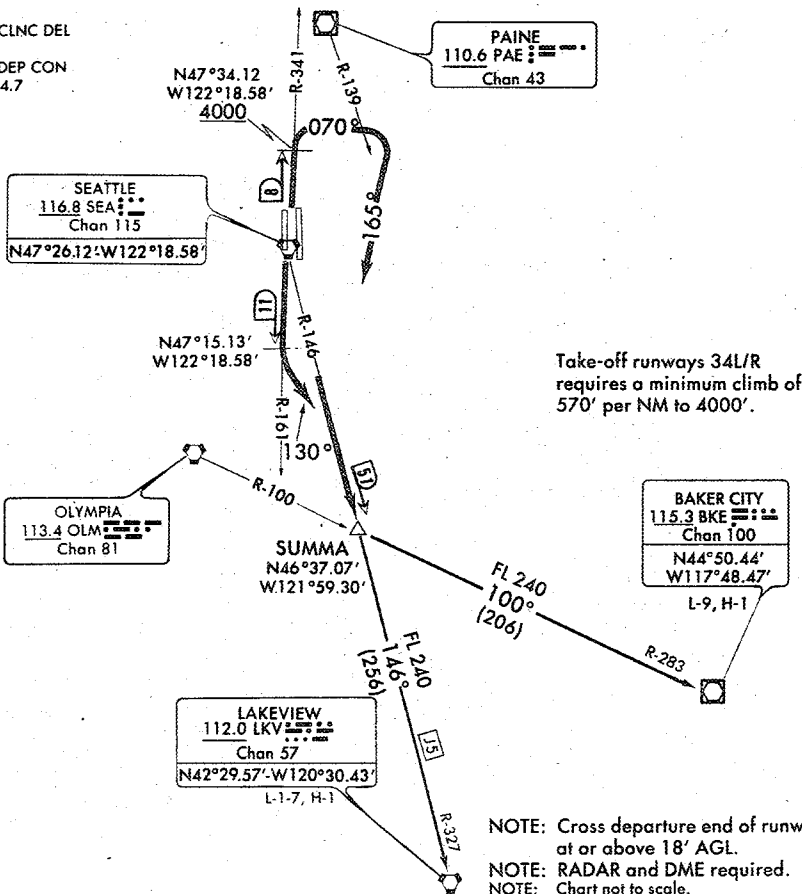 CLNC DEL
DEP CON
4.7
PAINE
110.6 PAE
Chan 43
R-341
R-139
N47°34.12
W122°18.58'
4000
070°
8
165°
SEATTLE
116.8 SEA
Chan 115
N47°26.12'-W122°18.58'
11
R-146
N47°15.13'
W122°18.58'
R-161
130°
Take-off runways 34L/R
requires a minimum climb of
570' per NM to 4000'.
51
R-100
OLYMPIA
113.4 OLM
Chan 81
SUMMA
N46°37.07'
W.121°59.30'
BAKER CITY
115.3 BKE
Chan 100
N44°50.44'
W117°48.47'
L-9, H-1
FL 240
100°
(206)
R-283
FL 240
146°
(256)
J5
R-327
LAKEVIEW
112.0 LKV
Chan 57
N42°29.57'-W120°30.43'
L-1-7, H-1
NOTE: Cross departure end of runw
at or above 18' AGL.
NOTE: RADAR and DME required.
NOTE: Chart not to scale.